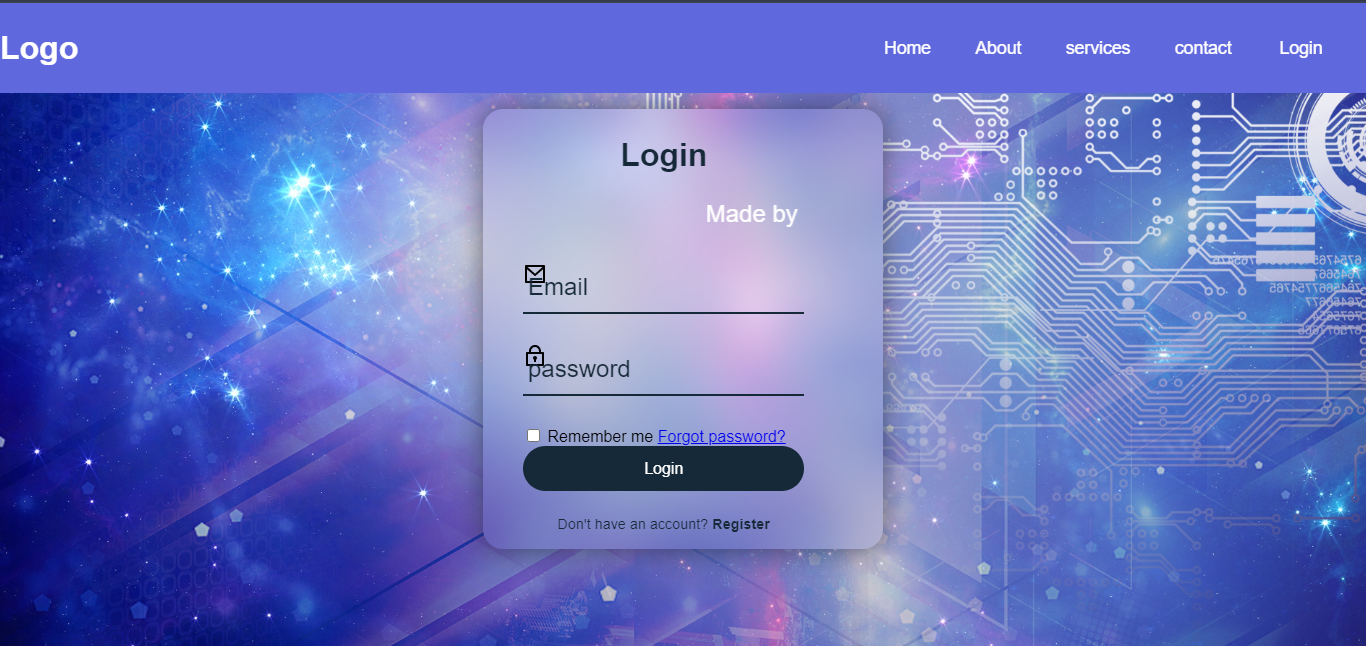 Logo
Home About services contact Login
Login
Made by
Email
password
Remember me Forgot password?
Login
Don't have an account? Register